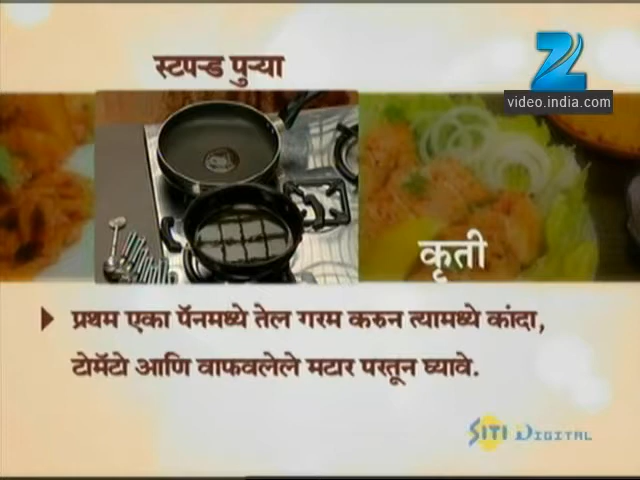 स्टफ्ड पुऱ्या
Z
video.india.com
कृती
प्रथम एका पॅनमध्ये तेल गरम करुन त्यामध्ये कांदा,
टोमॅटो आणि वाफवलेले मटार परतून घ्यावे.
SITI DIGITAL